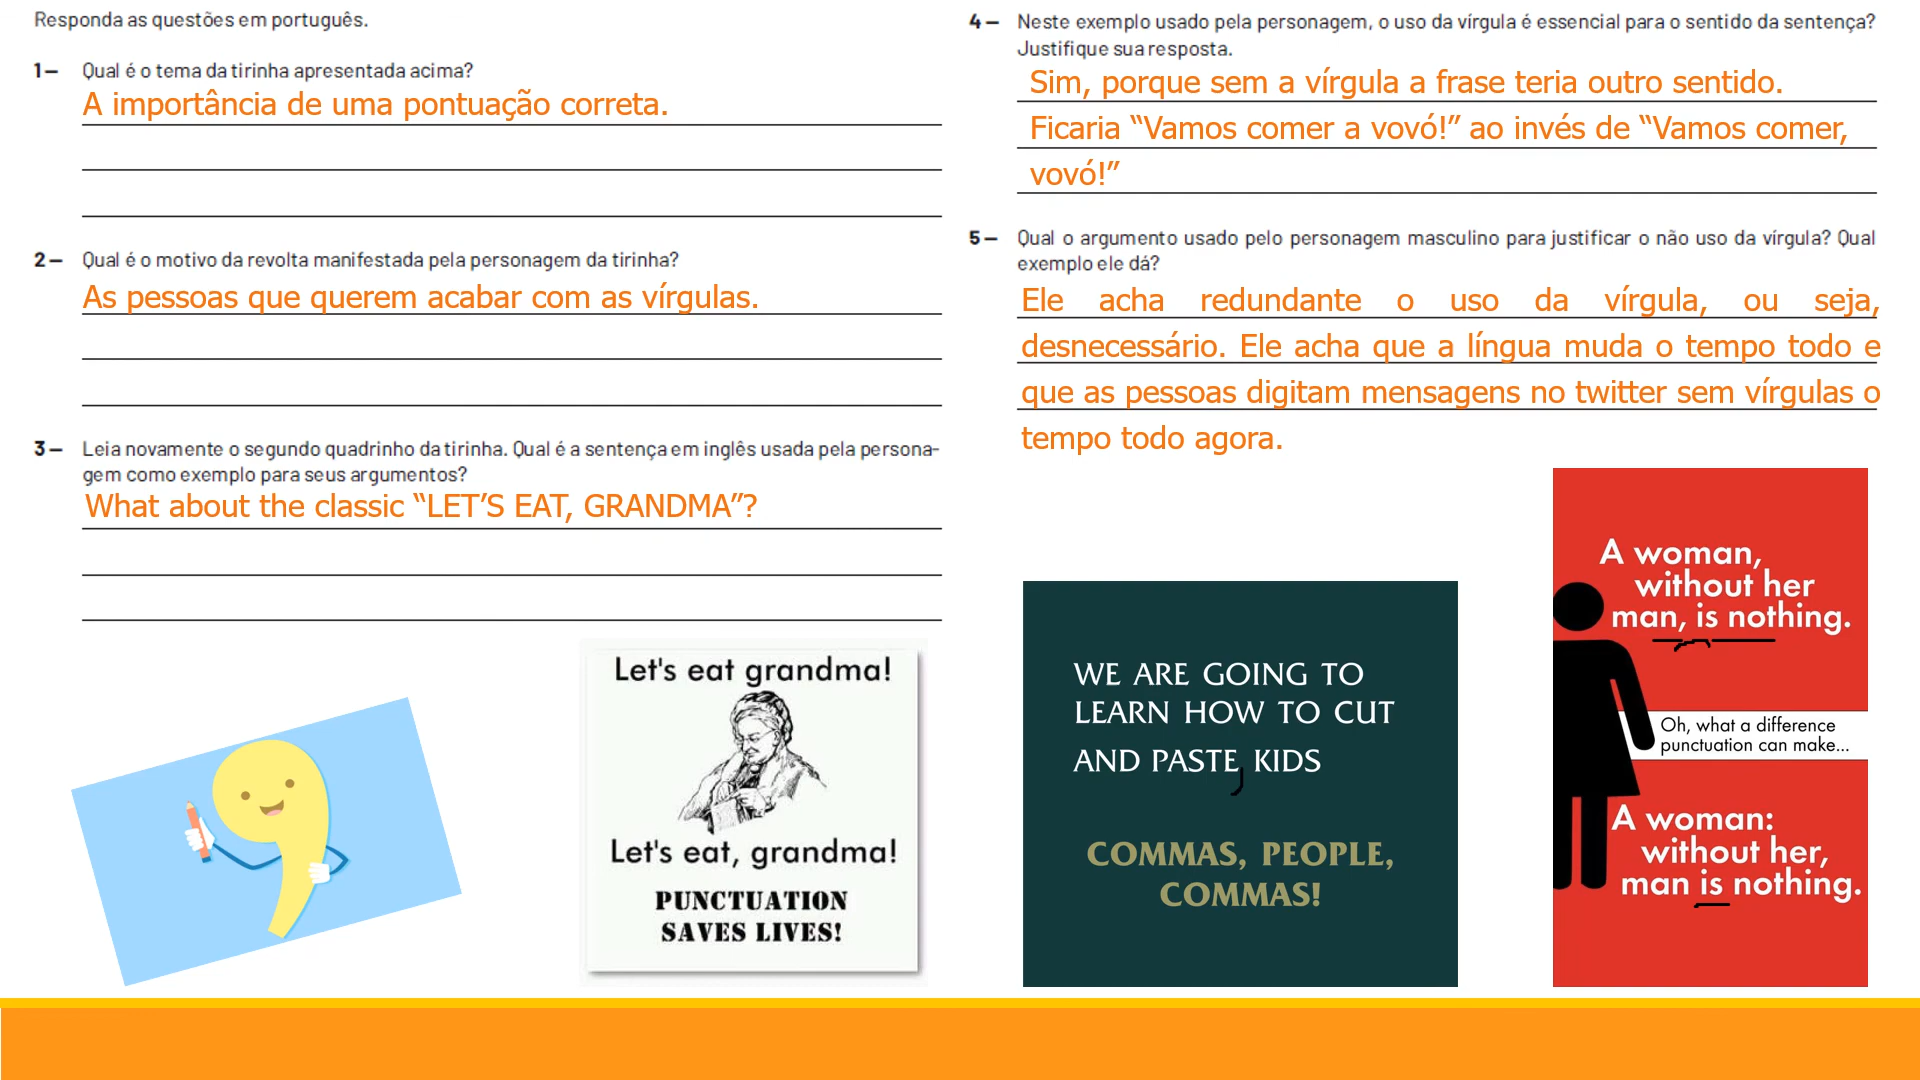 Responda as questões em português.
1 — Qual é o tema da tirinha apresentada acima?
A importância de uma pontuação correta.
2 — Qual é o motivo da revolta manifestada pela personagem da tirinha?
As pessoas que querem acabar com as vírgulas.
3 — Leia novamente o segundo quadrinho da tirinha. Qual é a sentença em inglês usada pela persona-
gem como exemplo para seus argumentos?
What about the classic “LET’S EAT, GRANDMA”?
4 — Neste exemplo usado pela personagem, o uso da vírgula é essencial para o sentido da sentença?
Justifique sua resposta.
Sim, porque sem a vírgula a frase teria outro sentido.
Ficaria “Vamos comer a vovó!” ao invés de “Vamos comer,
vovó!”
5 — Qual o argumento usado pelo personagem masculino para justificar o não uso da vírgula? Qual
exemplo ele dá?
Ele acha redundante o uso da vírgula, ou seja,
desnecessário. Ele acha que a língua muda o tempo todo e
que as pessoas digitam mensagens no twitter sem vírgulas o
tempo todo agora.
Let's eat grandma!
Let's eat, grandma!
PUNCTUATION
SAVES LIVES!
WE ARE GOING TO
LEARN HOW TO CUT
AND PASTE, KIDS
COMMAS, PEOPLE,
COMMAS!
A woman,
without her
man, is nothing.
Oh, what a difference
punctuation can make...
A woman:
without her,
man is nothing.